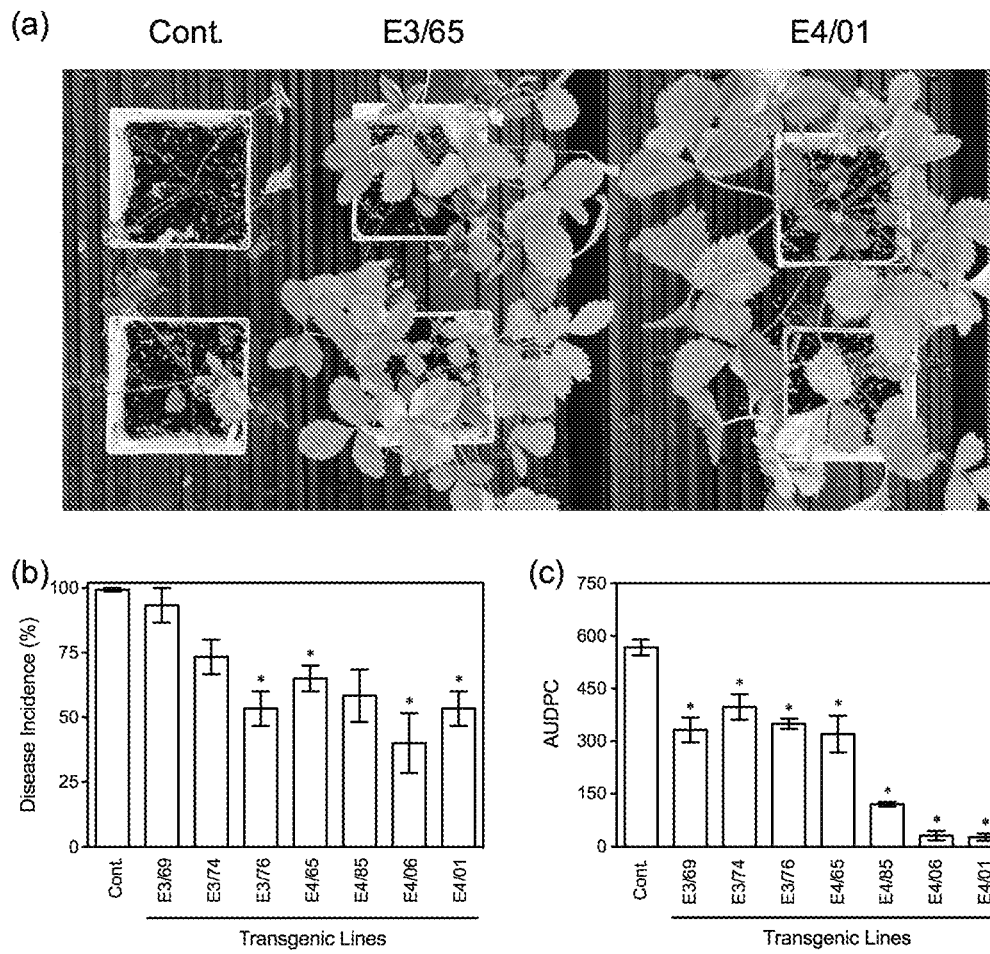 (a) Cont. E3/65 E4/01
(b)
Disease Incidence (%)
100
75
50
25
0
* * * *
Cont. E3/69 E3/74 E3/76 E4/65 E4/85 E4/06 E4/01
Transgenic Lines
(c)
AUDPC
750
600
450
300
150
0
* * * * * * *
Cont. E3/69 E3/74 E3/76 E4/65 E4/85 E4/06 E4/01
Transgenic Lines